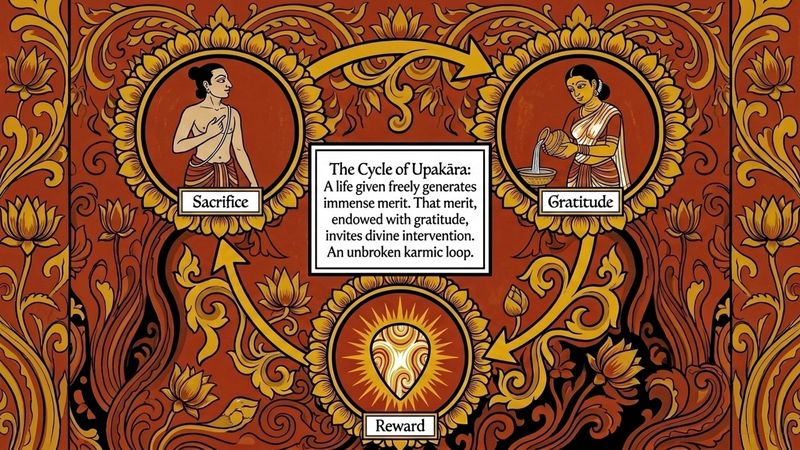 Sacrifice
Gratitude
The Cycle of Upakāra:
A life given freely generates
immense merit. That merit,
endowed with gratitude,
invites divine intervention.
An unbroken karmic loop.
Reward